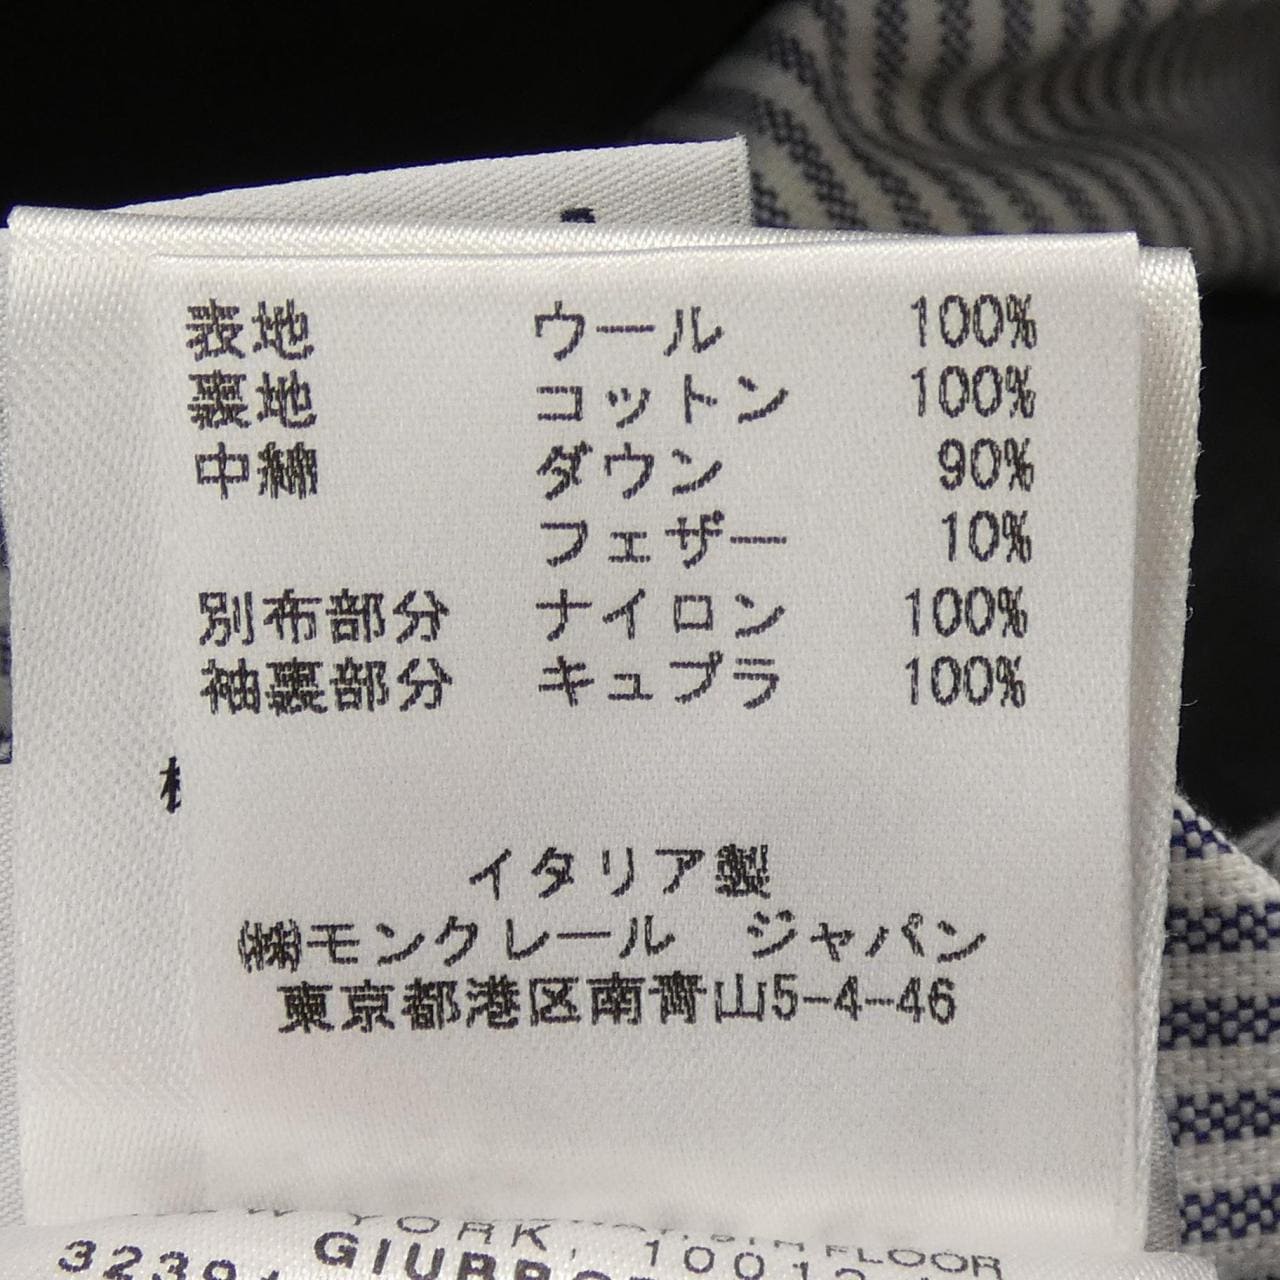 表地 ウール 100%
裏地 コットン 100%
中綿 ダウン 90%
フェザー 10%
別布部分 ナイロン 100%
袖裏部分 キュプラ 100%
イタリア製
㈱モンクレール ジャパン
東京都港区南青山5-4-46
YORK, 10012
FLOOR